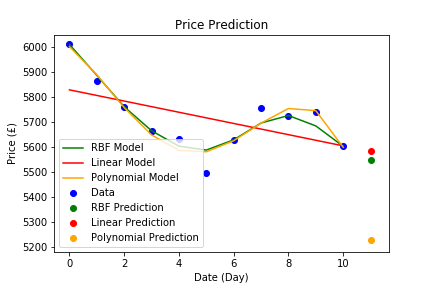 Price Prediction
Price (£)
6000
5900
5800
5700
5600
5500
5400
5300
5200
RBF Model
Linear Model
Polynomial Model
Data
RBF Prediction
Linear Prediction
Polynomial Prediction
0 2 4 6 8 10
Date (Day)